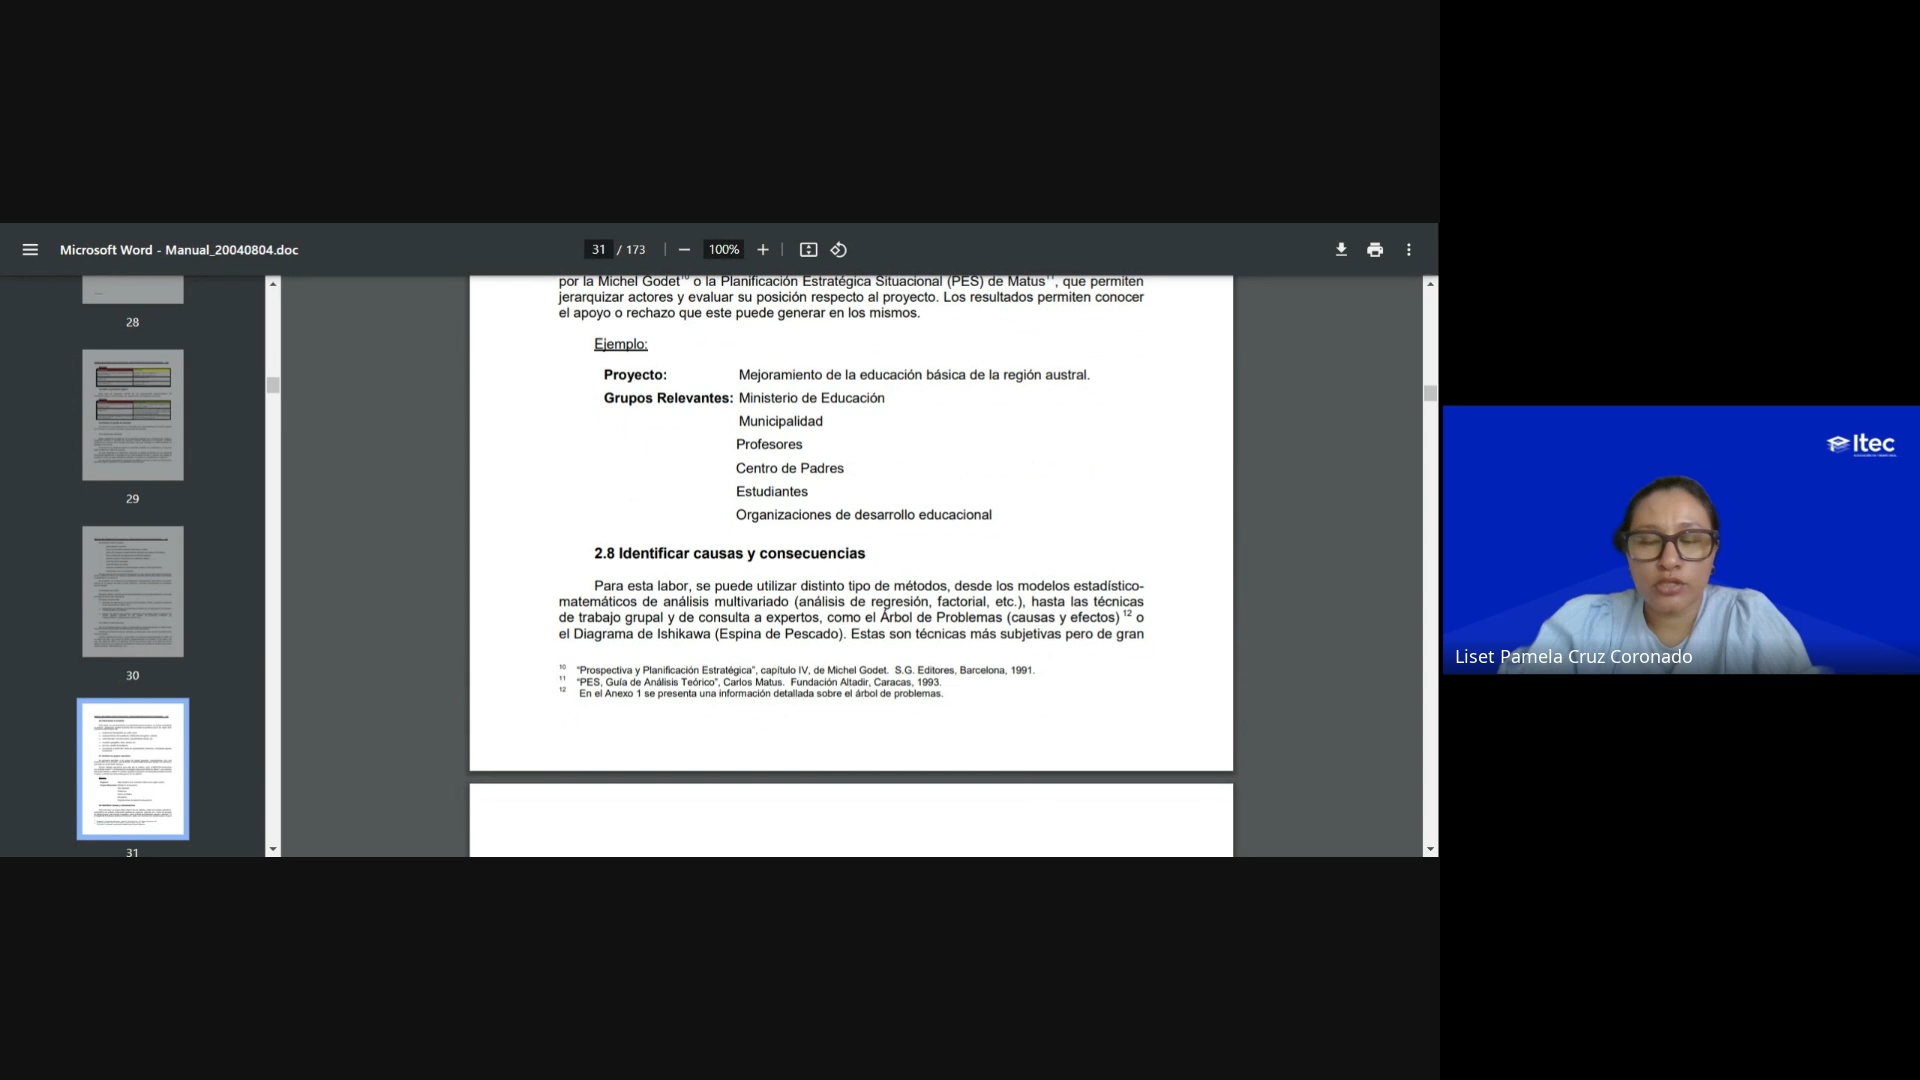 Microsoft Word - Manual_20040804.doc
31 / 173
100%
28
29
30
31
por la Michel Godet10 o la Planificación Estratégica Situacional (PES) de Matus11, que permiten
jerarquizar actores y evaluar su posición respecto al proyecto. Los resultados permiten conocer
el apoyo o rechazo que este puede generar en los mismos.
Ejemplo:
Proyecto: Mejoramiento de la educación básica de la región austral.
Grupos Relevantes: Ministerio de Educación
Municipalidad
Profesores
Centro de Padres
Estudiantes
Organizaciones de desarrollo educacional
2.8 Identificar causas y consecuencias
Para esta labor, se puede utilizar distinto tipo de métodos, desde los modelos estadístico-
matemáticos de análisis multivariado (análisis de regresión, factorial, etc.), hasta las técnicas
de trabajo grupal y de consulta a expertos, como el Árbol de Problemas (causas y efectos) 12 o
el Diagrama de Ishikawa (Espina de Pescado). Estas son técnicas más subjetivas pero de gran
10 “Prospectiva y Planificación Estratégica”, capítulo IV, de Michel Godet. S.G. Editores, Barcelona, 1991.
11 “PES, Guía de Análisis Teórico”, Carlos Matus. Fundación Altadir, Caracas, 1993.
12 En el Anexo 1 se presenta una información detallada sobre el árbol de problemas.
Itec
Liset Pamela Cruz Coronado